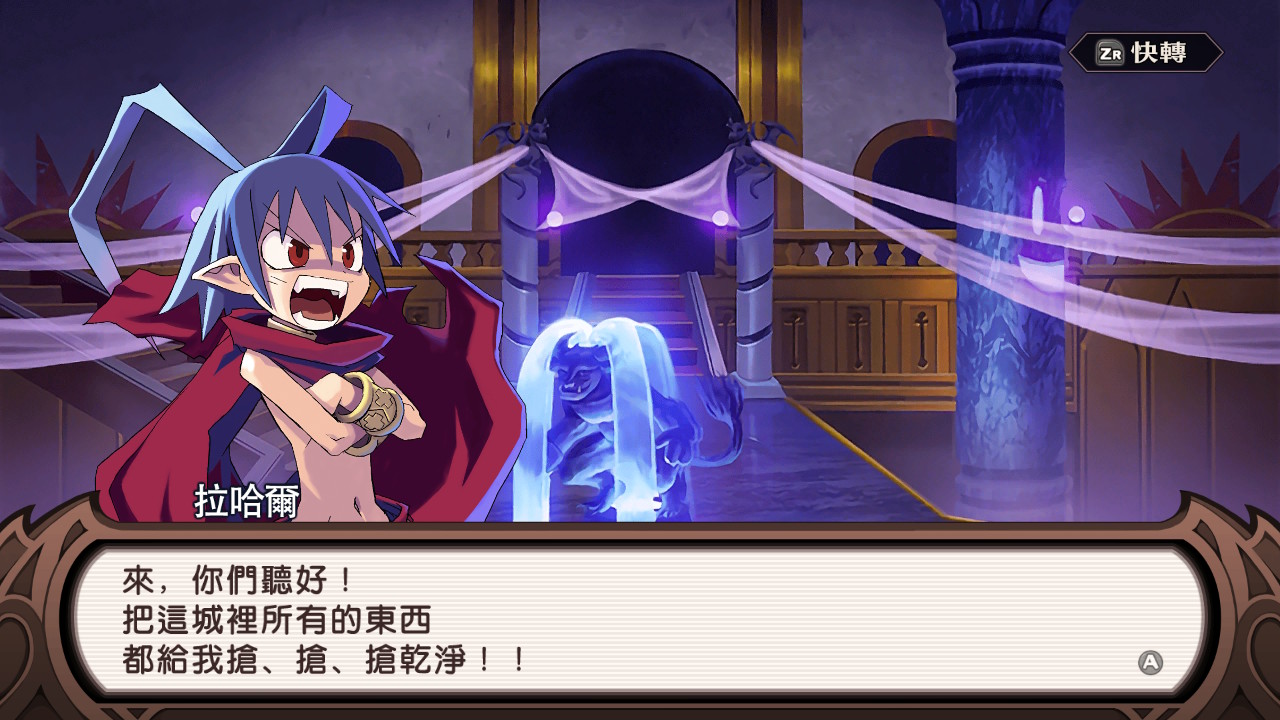 ZR 快轉
拉哈爾
來，你們聽好！
把這城裡所有的東西
都給我搶、搶、搶乾淨！！
A